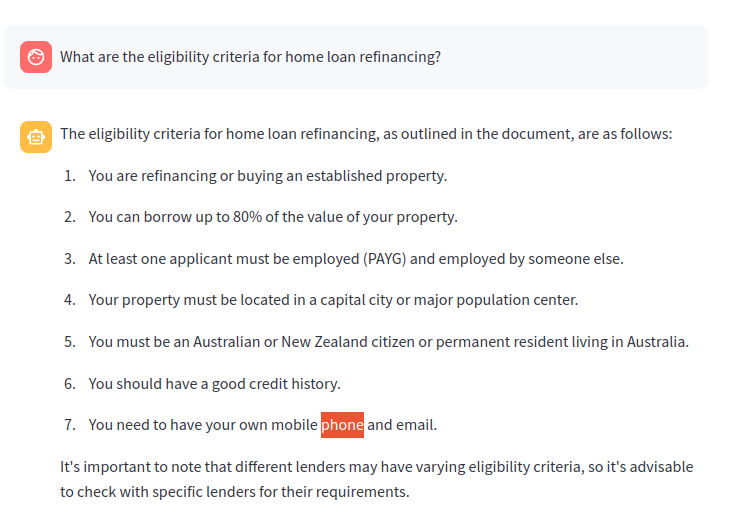 What are the eligibility criteria for home loan refinancing?
The eligibility criteria for home loan refinancing, as outlined in the document, are as follows:
1. You are refinancing or buying an established property.
2. You can borrow up to 80% of the value of your property.
3. At least one applicant must be employed (PAYG) and employed by someone else.
4. Your property must be located in a capital city or major population center.
5. You must be an Australian or New Zealand citizen or permanent resident living in Australia.
6. You should have a good credit history.
7. You need to have your own mobile phone and email.
It's important to note that different lenders may have varying eligibility criteria, so it's advisable
to check with specific lenders for their requirements.